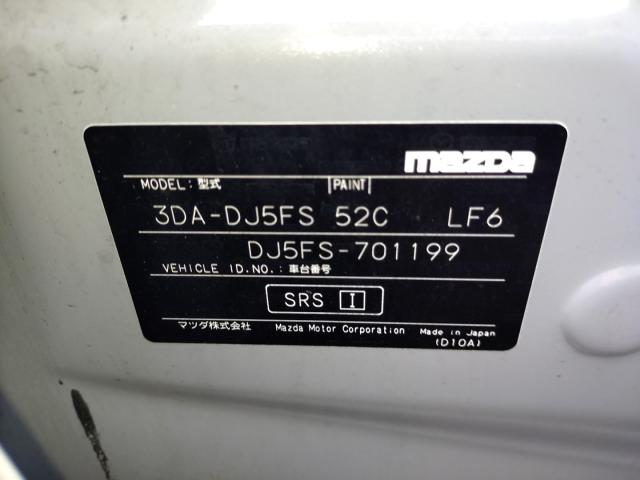 mazda
MODEL: 型式 PAINT
3DA-DJ5FS 52C LF6
DJ5FS-701199
VEHICLE ID.NO.: 車台番号
SRS I
マツダ株式会社 Mazda Motor Corporation Made in Japan
(D10A)